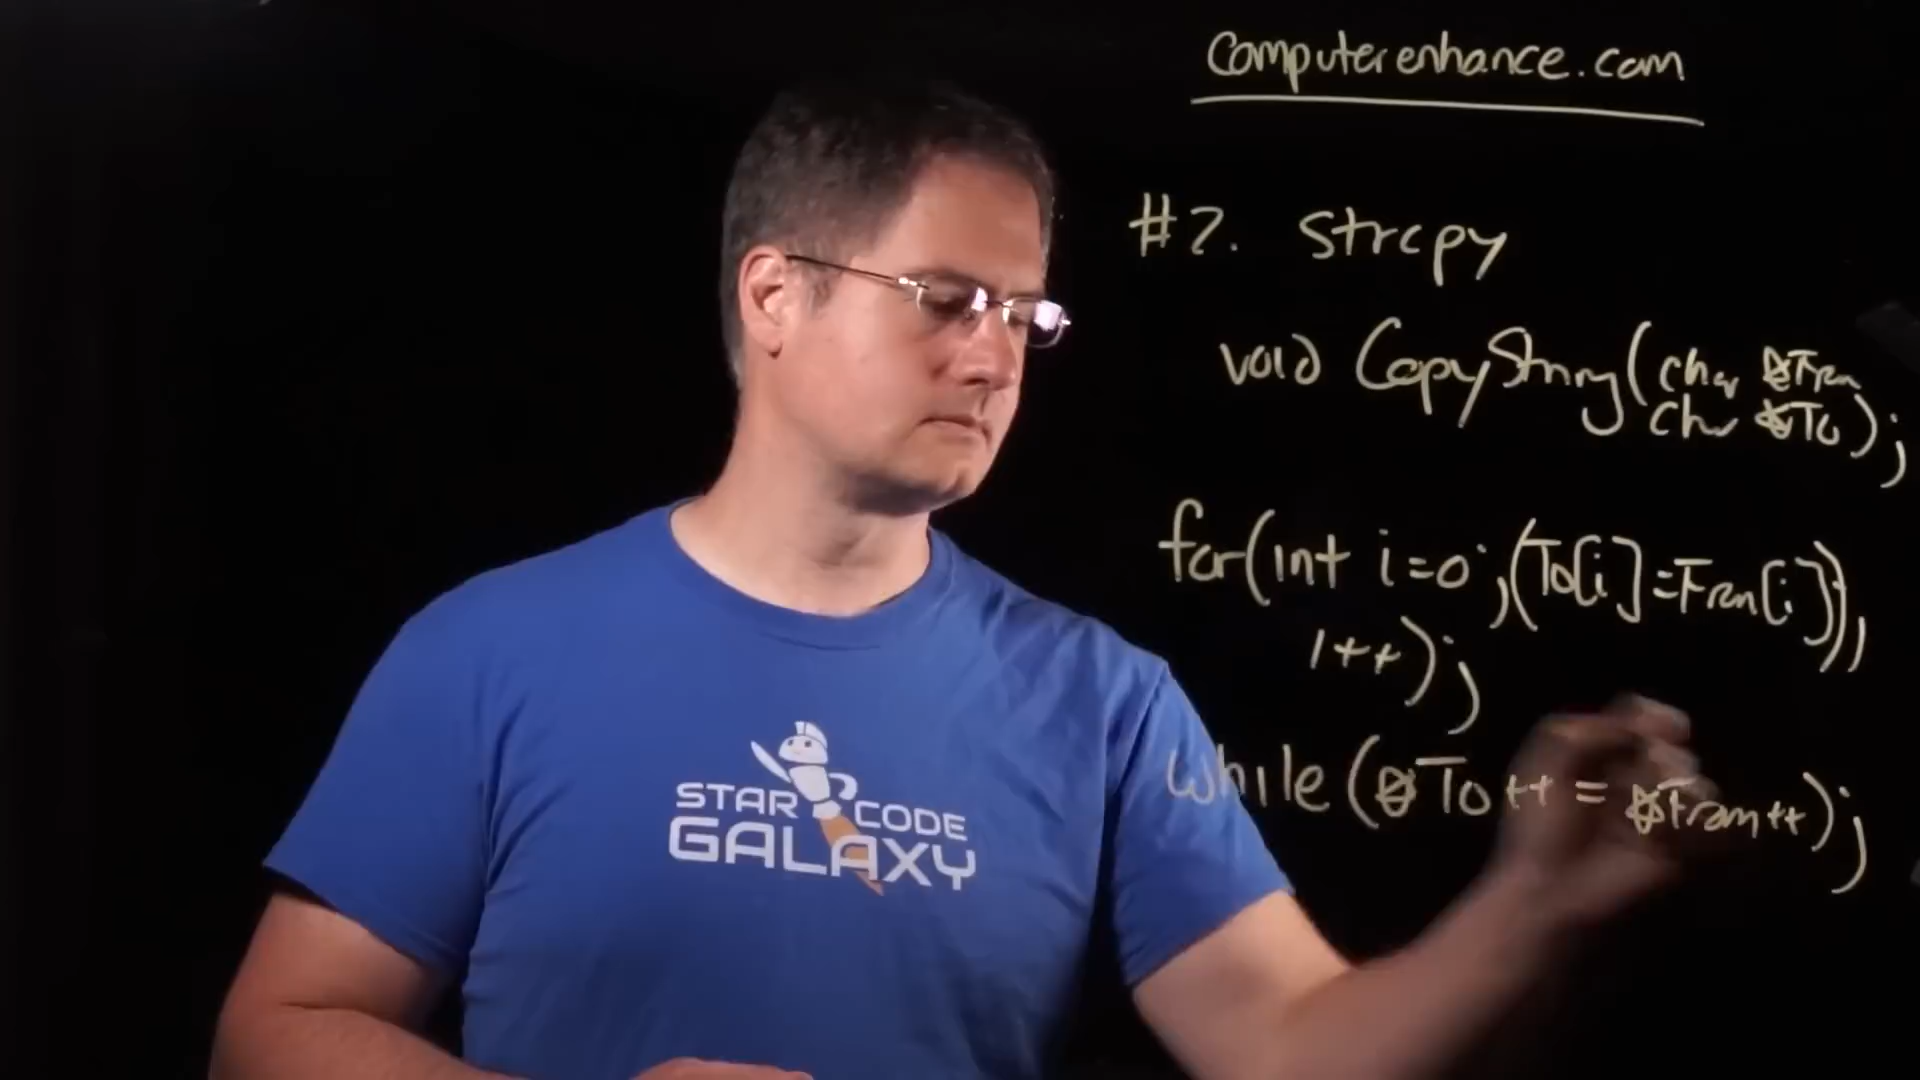 computerenhance.com
#2. strcpy
void CopyString(char *From
char *To);
for(int i=0;(To[i]=From[i]);
i++);
while(*To++ = *From++);
STAR CODE
GALAXY